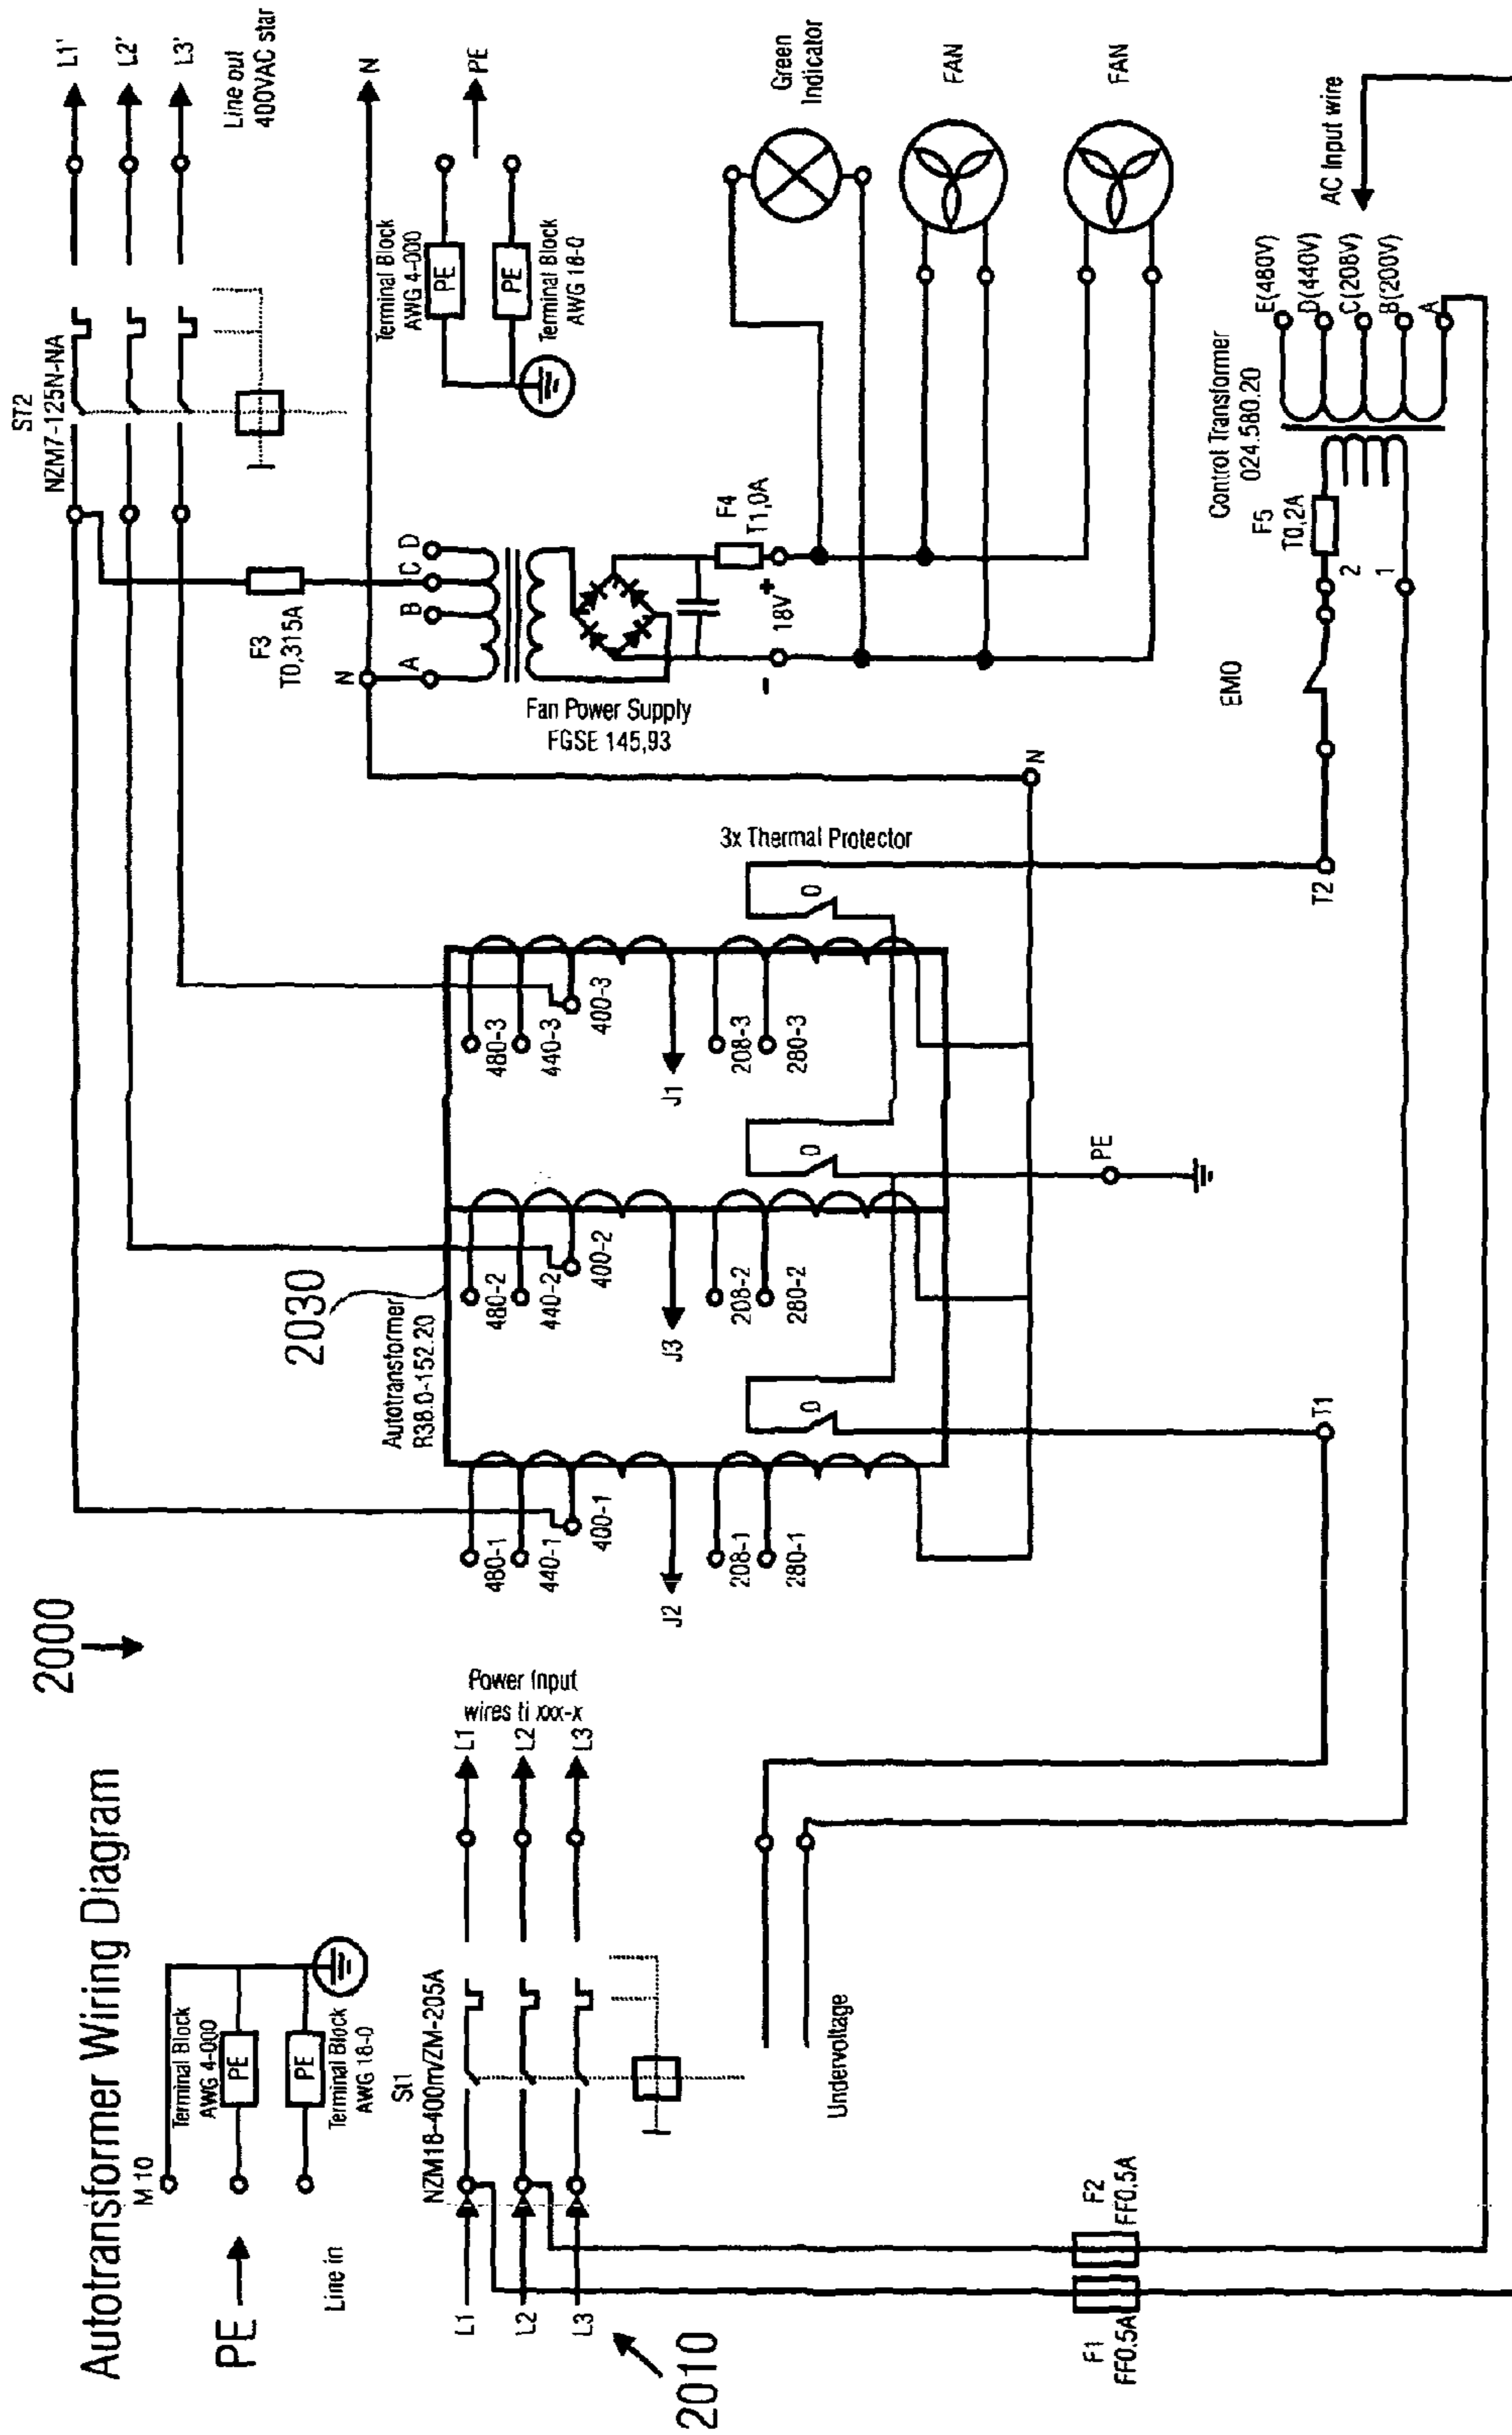 Autotransformer Wiring Diagram
2000
PE
Line in
M 10
Terminal Block
AWG 4-000
PE
PE
Terminal Block
AWG 18-0
2010
L1
L2
L3
St1
NZM18-400m/ZM-205A
Power Input
wires ti xxx-x
L1
L2
L3
Undervoltage
F1
FF0.5A
F2
FF0.5A
2030
Autotransformer
R38.0-152.20
480-1
440-1
400-1
J2
208-1
280-1
480-2
440-2
400-2
J3
208-2
280-2
480-3
440-3
400-3
J1
208-3
280-3
3x Thermal Protector
PE
T1
T2
N
EMO
F3
T0,315A
N
A
B
C
D
Fan Power Supply
FGSE 145,93
F4
T1,0A
+
18V
-
ST2
NZM7-125N-NA
L1'
L2'
L3'
Line out
400VAC star
N
PE
Terminal Block
AWG 4-000
PE
PE
Terminal Block
AWG 18-0
Green
Indicator
FAN
FAN
Control Transformer
024.580.20
F5
T0,2A
2
1
E(480V)
D(440V)
C(208V)
B(200V)
A
AC Input wire